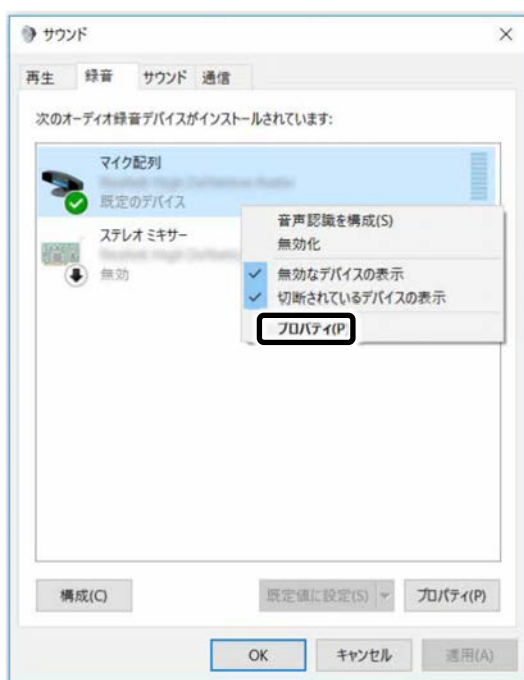 サウンド
再生 録音 サウンド 通信
次のオーディオ録音デバイスがインストールされています:
マイク配列
既定のデバイス
ステレオ ミキサー
無効
音声認識を構成(S)
無効化
無効なデバイスの表示
切断されているデバイスの表示
プロパティ(P)
構成(C) 既定値に設定(S) プロパティ(P)
OK キャンセル 適用(A)